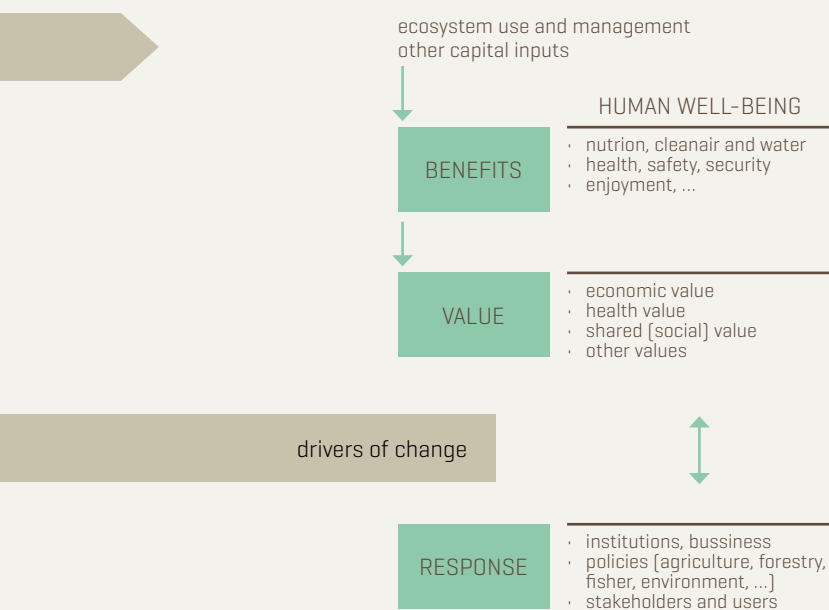 ecosystem use and management
other capital inputs
HUMAN WELL-BEING
BENEFITS
· nutrion, cleanair and water
· health, safety, security
· enjoyment, ...
VALUE
· economic value
· health value
· shared (social) value
· other values
drivers of change
RESPONSE
· institutions, bussiness
· policies (agriculture, forestry,
fisher, environment, ...)
· stakeholders and users